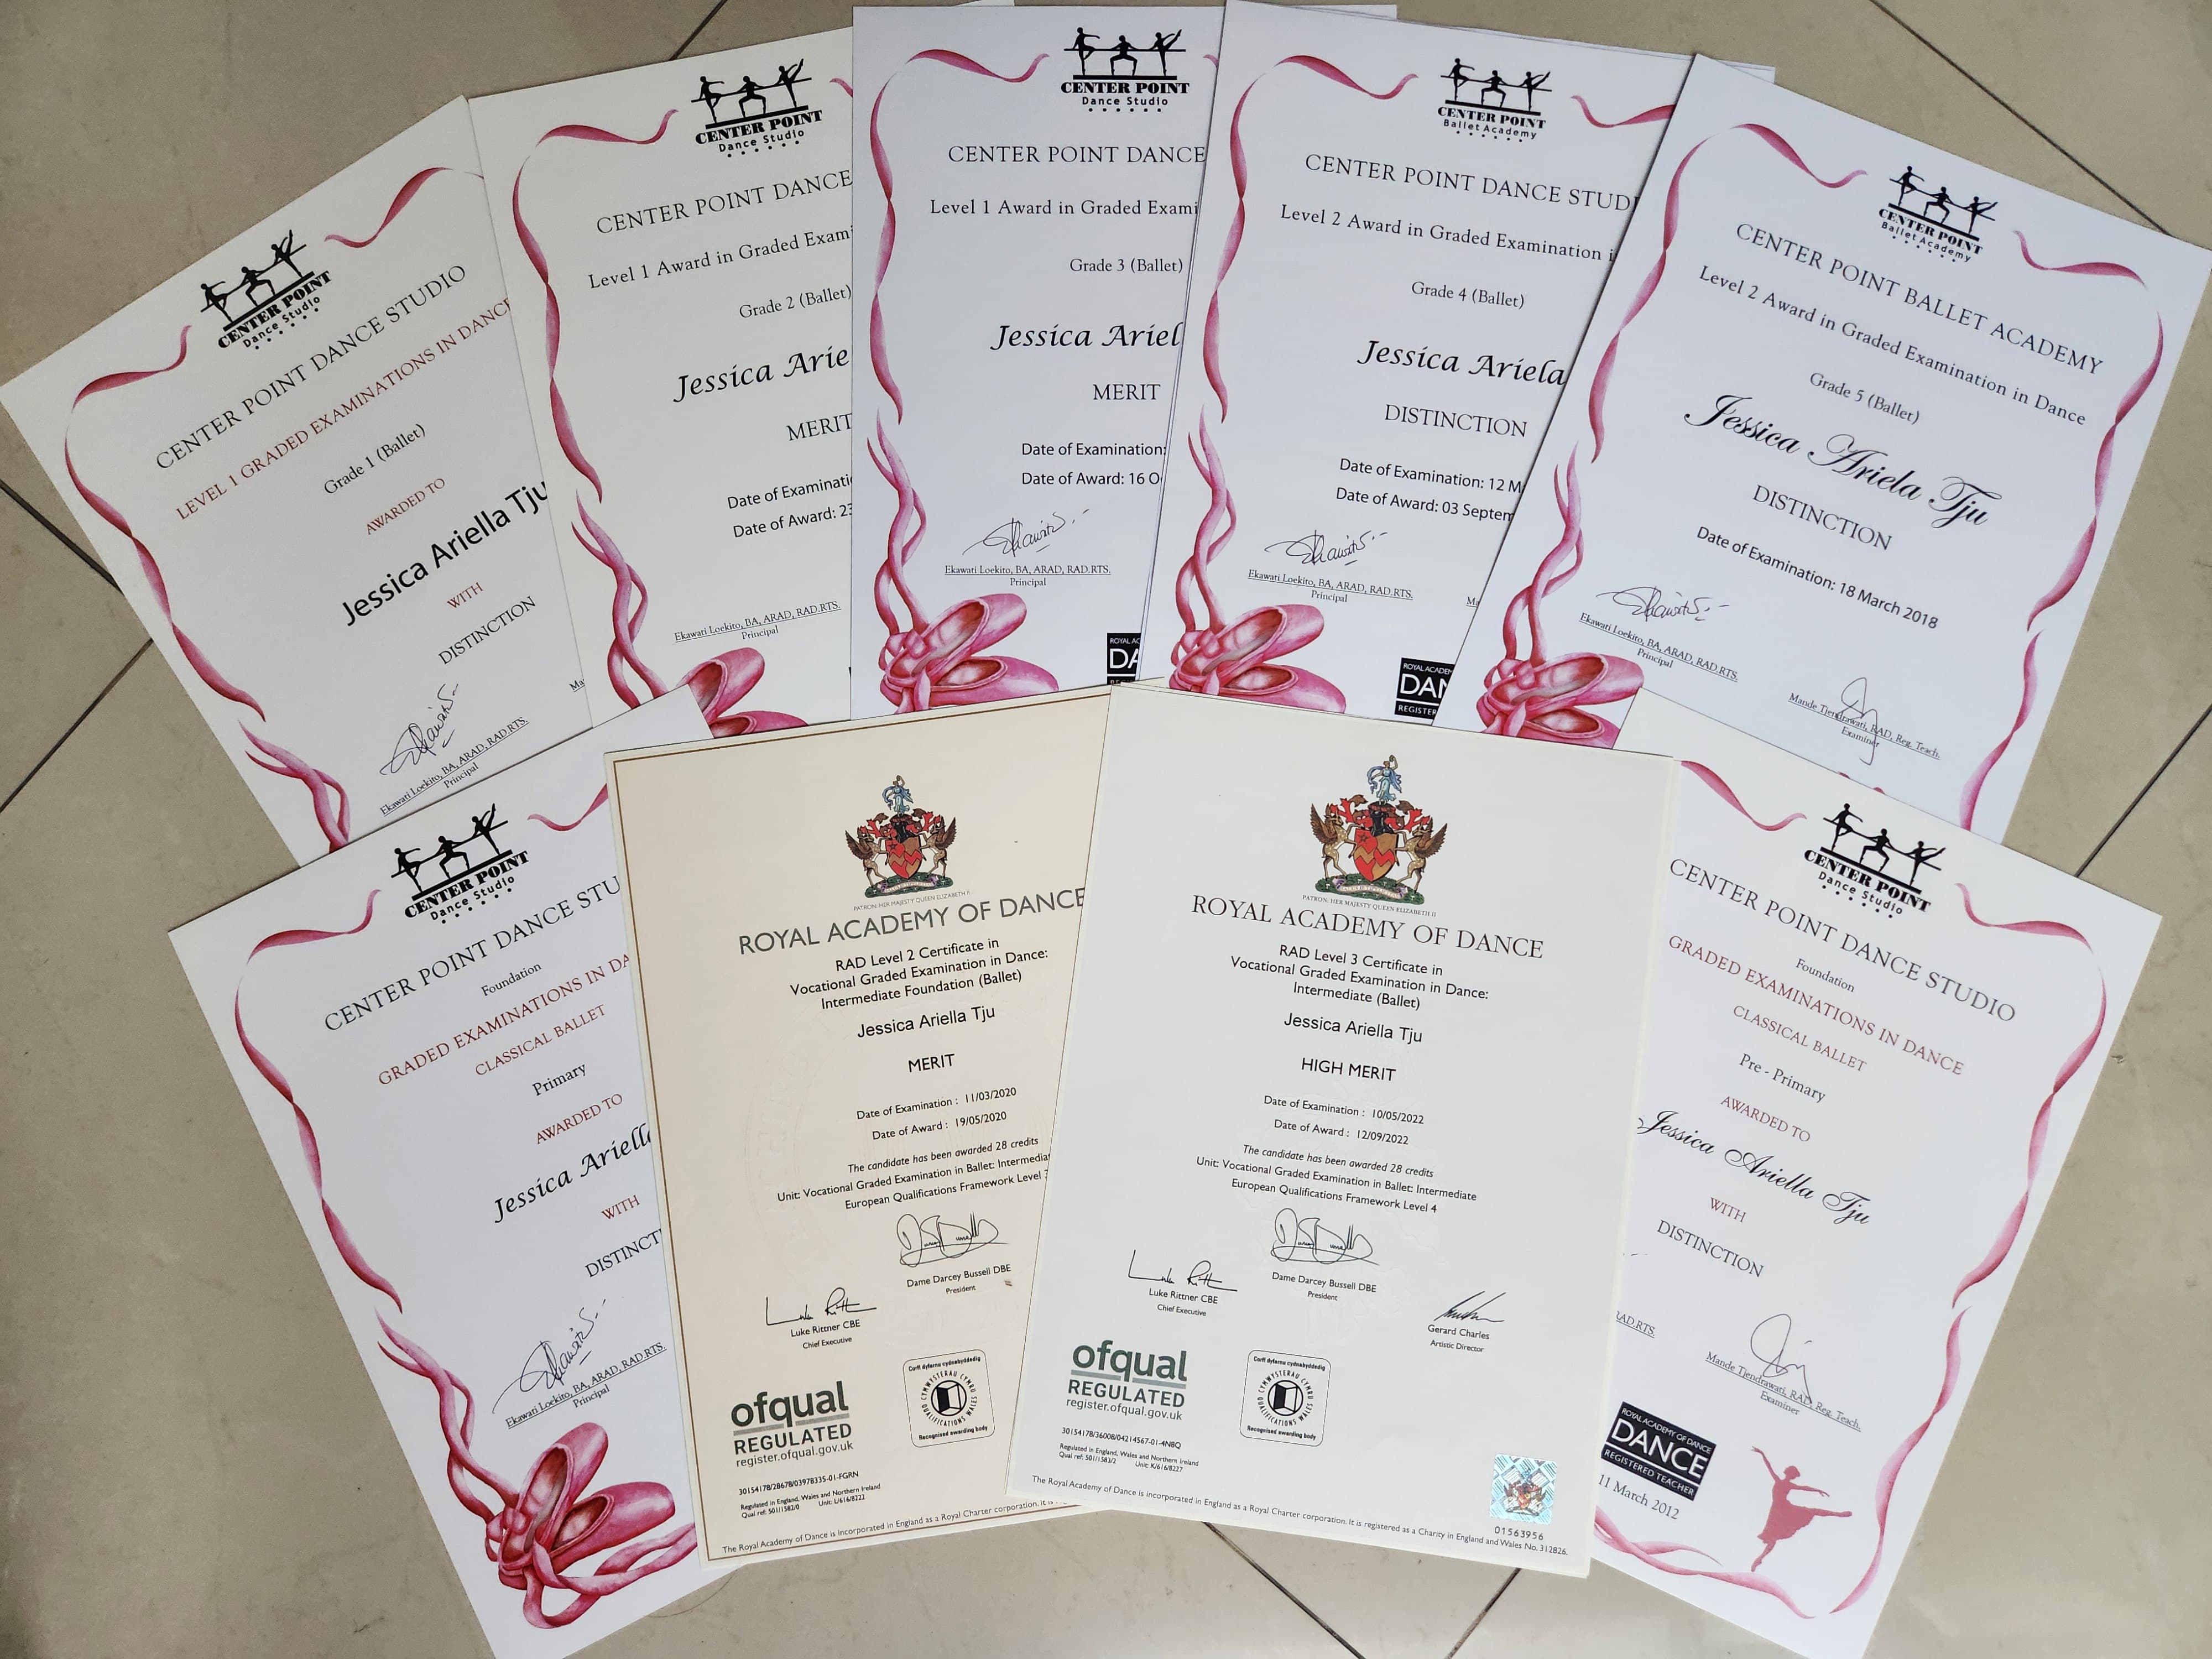 CENTER POINT
Dance Studio
CENTER POINT DANCE STUDIO
LEVEL 1 GRADED EXAMINATIONS IN DANCE
Grade 1 (Ballet)
AWARDED TO
Jessica Ariella Tju
WITH
DISTINCTION
Ekawati Loekito, BA, ARAD, RAD.RTS.
Principal
Ma
CENTER POINT
Dance Studio
CENTER POINT DANCE
Level 1 Award in Graded Exami
Grade 2 (Ballet)
Jessica Arie
MERIT
Date of Examinati
Date of Award: 23
Ekawati Loekito, BA, ARAD, RAD.RTS.
Principal
CENTER POINT
Dance Studio
CENTER POINT DANCE
Level 1 Award in Graded Exami
Grade 3 (Ballet)
Jessica Ariel
MERIT
Date of Examination:
Date of Award: 16 O
Ekawati Loekito, BA, ARAD, RAD.RTS.
Principal
ROYAL AC
DA
REG
CENTER POINT
Ballet Academy
CENTER POINT DANCE STUD
Level 2 Award in Graded Examination i
Grade 4 (Ballet)
Jessica Ariela
DISTINCTION
Date of Examination: 12 M
Date of Award: 03 Septem
Ekawati Loekito, BA, ARAD, RAD.RTS.
Principal
Ma
ROYAL ACADEM
DAN
REGISTER
CENTER POINT
Ballet Academy
CENTER POINT BALLET ACADEMY
Level 2 Award in Graded Examination in Dance
Grade 5 (Ballet)
Jessica Ariela Tju
DISTINCTION
Date of Examination: 18 March 2018
Ekawati Loekito, BA, ARAD, RAD.RTS.
Principal
Mande Tjendrawati, RAD, Reg. Teach.
Examiner
CENTER POINT
Dance Studio
CENTER POINT DANCE STU
Foundation
GRADED EXAMINATIONS IN DA
CLASSICAL BALLET
Primary
AWARDED TO
Jessica Ariella
WITH
DISTINCT
Ekawati Loekito, BA, ARAD, RAD.RTS.
Principal
PATRON: HER MAJESTY QUEEN ELIZABETH II
ROYAL ACADEMY OF DANCE
RAD Level 2 Certificate in
Vocational Graded Examination in Dance:
Intermediate Foundation (Ballet)
Jessica Ariella Tju
MERIT
Date of Examination : 11/03/2020
Date of Award : 19/05/2020
The candidate has been awarded 28 credits
Unit: Vocational Graded Examination in Ballet: Intermediat
European Qualifications Framework Level 3
Dame Darcey Bussell DBE
President
Luke Rittner CBE
Chief Executive
ofqual
REGULATED
register.ofqual.gov.uk
Corff dyfarnu cydnabyddedig
CYMWYSTERAU CYMRU
QUALIFICATIONS WALES
Recognised awarding body
30154178/28678/03978335-01-FGRN
Regulated in England, Wales and Northern Ireland
Qual ref: 501/1582/0 Unit: L/616/8222
The Royal Academy of Dance is incorporated in England as a Royal Charter corporation. It is
PATRON: HER MAJESTY QUEEN ELIZABETH II
ROYAL ACADEMY OF DANCE
RAD Level 3 Certificate in
Vocational Graded Examination in Dance:
Intermediate (Ballet)
Jessica Ariella Tju
HIGH MERIT
Date of Examination : 10/05/2022
Date of Award : 12/09/2022
The candidate has been awarded 28 credits
Unit: Vocational Graded Examination in Ballet: Intermediate
European Qualifications Framework Level 4
Dame Darcey Bussell DBE
President
Luke Rittner CBE
Chief Executive
Gerard Charles
Artistic Director
ofqual
REGULATED
register.ofqual.gov.uk
Corff dyfarnu cydnabyddedig
CYMWYSTERAU CYMRU
QUALIFICATIONS WALES
Recognised awarding body
30154178/36008/04214567-01-4N8Q
Regulated in England, Wales and Northern Ireland
Qual ref: 501/1583/2 Unit: K/616/8227
01563956
The Royal Academy of Dance is incorporated in England as a Royal Charter corporation. It is registered as a Charity in England and Wales No. 312826.
CENTER POINT
Dance Studio
CENTER POINT DANCE STUDIO
Foundation
GRADED EXAMINATIONS IN DANCE
CLASSICAL BALLET
Pre - Primary
AWARDED TO
Jessica Ariella Tju
WITH
DISTINCTION
RAD.RTS.
Mande Tjendrawati, RAD, Reg. Teach.
Examiner
ROYAL ACADEMY OF DANCE
DANCE
REGISTERED TEACHER
11 March 2012